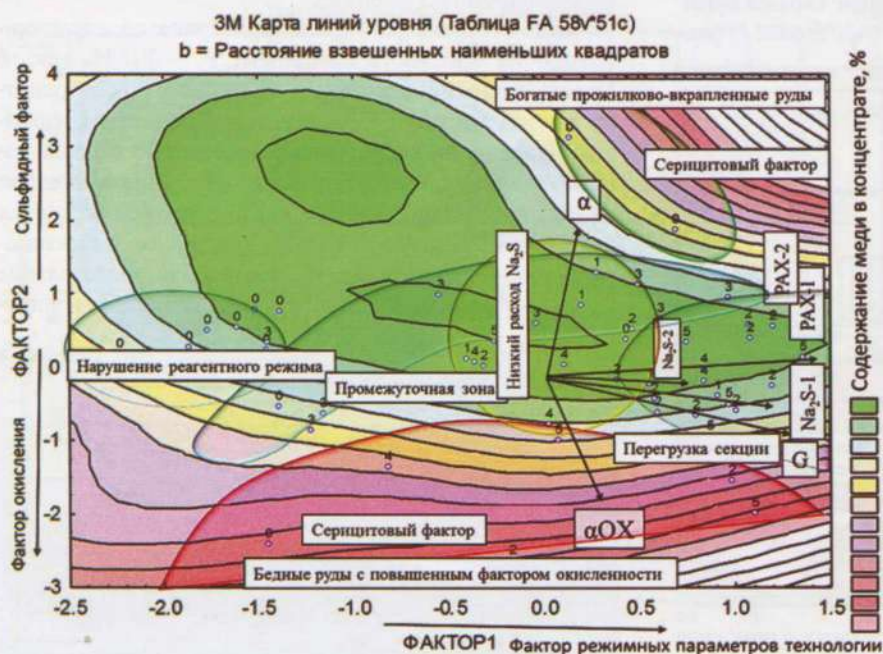 3М Карта линий уровня (Таблица FA 58v*51c)
b = Расстояние взвешенных наименьших квадратов
Сульфидный фактор
ФАКТОР2
Фактор окисления
4
3
2
1
0
-1
-2
-3
Богатые прожилково-вкрапленные руды
Серицитовый фактор
α
PAX-2
PAX-1
Низкий расход Na₂S
Na₂S-2
Нарушение реагентного режима
Промежуточная зона
Na₂S-1
Перегрузка секции
G
Серицитовый фактор
αOX
Бедные руды с повышенным фактором окисленности
Содержание меди в концентрате, %
-2.5 -2.0 -1.5 -1.0 -0.5 0.0 0.5 1.0 1.5
ФАКТОР1 Фактор режимных параметров технологии